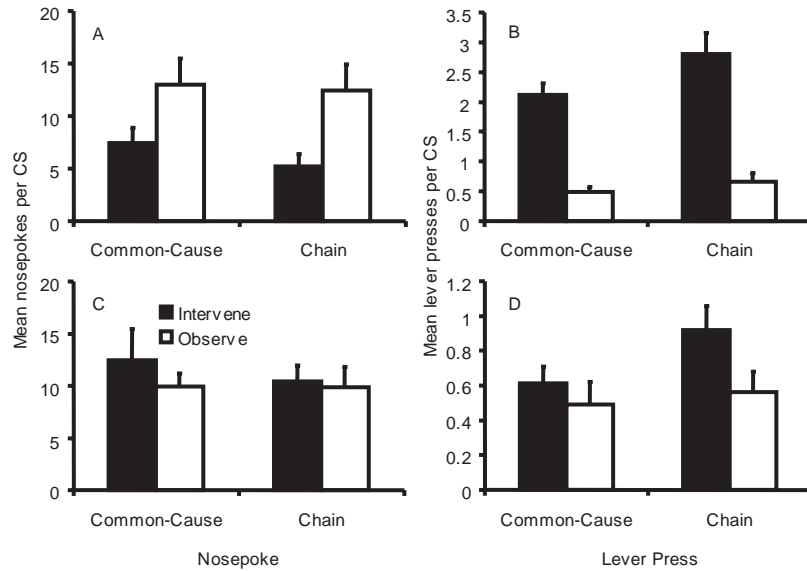 A
20
15
10
5
0
Common-Cause Chain
B
3.5
3
2.5
2
1.5
1
0.5
0
Common-Cause Chain
Mean nosepokes per CS
Mean lever presses per CS
C
Intervene
Observe
20
15
10
5
0
Common-Cause Chain
Nosepoke
D
1.2
1
0.8
0.6
0.4
0.2
0
Common-Cause Chain
Lever Press